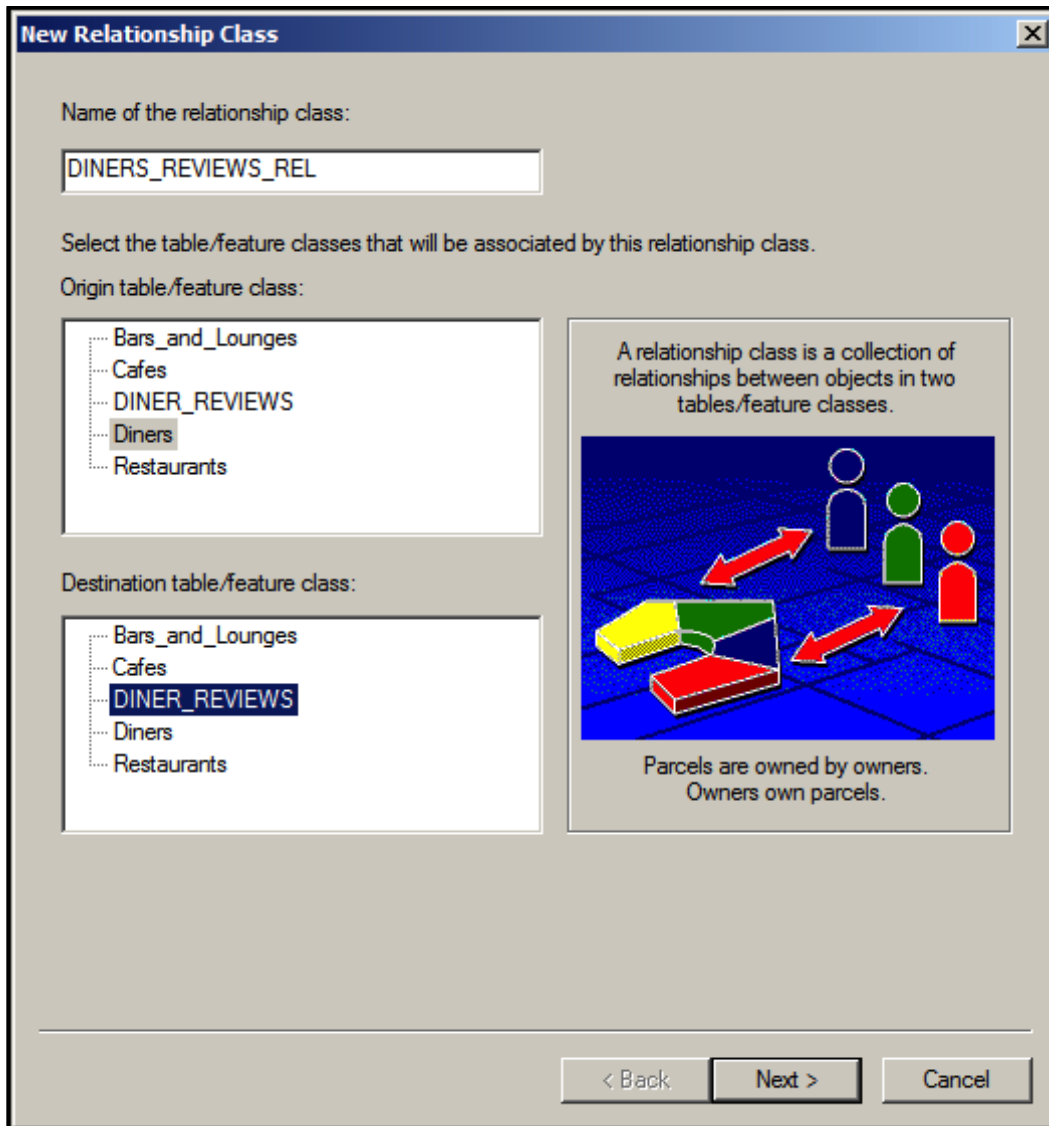 New Relationship Class
Name of the relationship class:
DINERS_REVIEWS_REL
Select the table/feature classes that will be associated by this relationship class.
Origin table/feature class:
Bars_and_Lounges
Cafes
DINER_REVIEWS
Diners
Restaurants
A relationship class is a collection of
relationships between objects in two
tables/feature classes.
Destination table/feature class:
Bars_and_Lounges
Cafes
DINER_REVIEWS
Diners
Restaurants
Parcels are owned by owners.
Owners own parcels.
< Back
Next >
Cancel